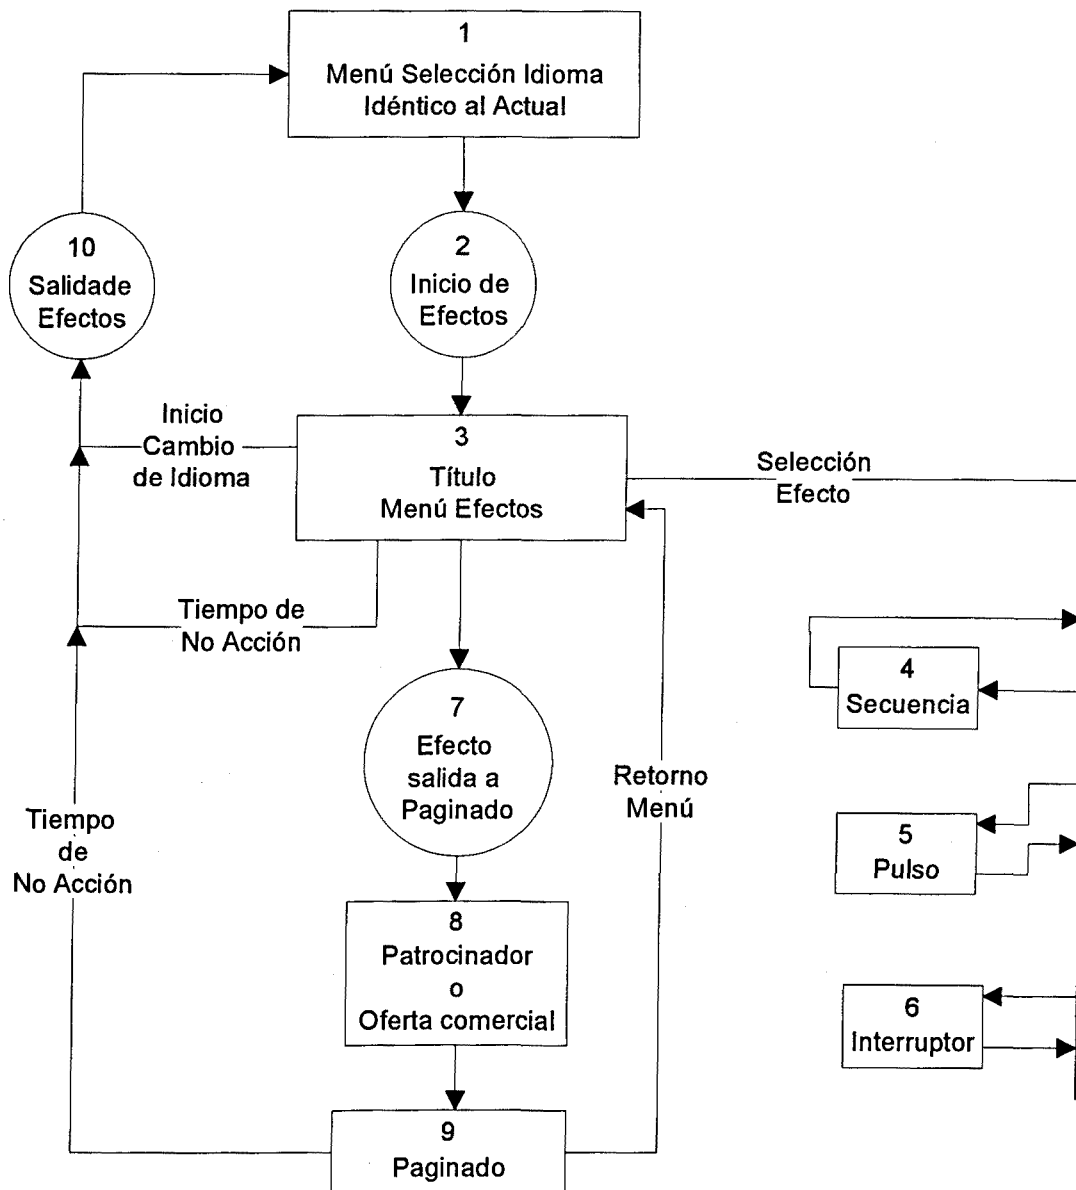 1
Menú Selección Idioma
Idéntico al Actual
10
Salidade
Efectos
2
Inicio de
Efectos
Inicio
Cambio
de Idioma
3
Título
Menú Efectos
Selección
Efecto
Tiempo de
No Acción
4
Secuencia
7
Efecto
salida a
Paginado
Retorno
Menú
Tiempo
de
No Acción
5
Pulso
8
Patrocinador
o
Oferta comercial
6
Interruptor
9
Paginado